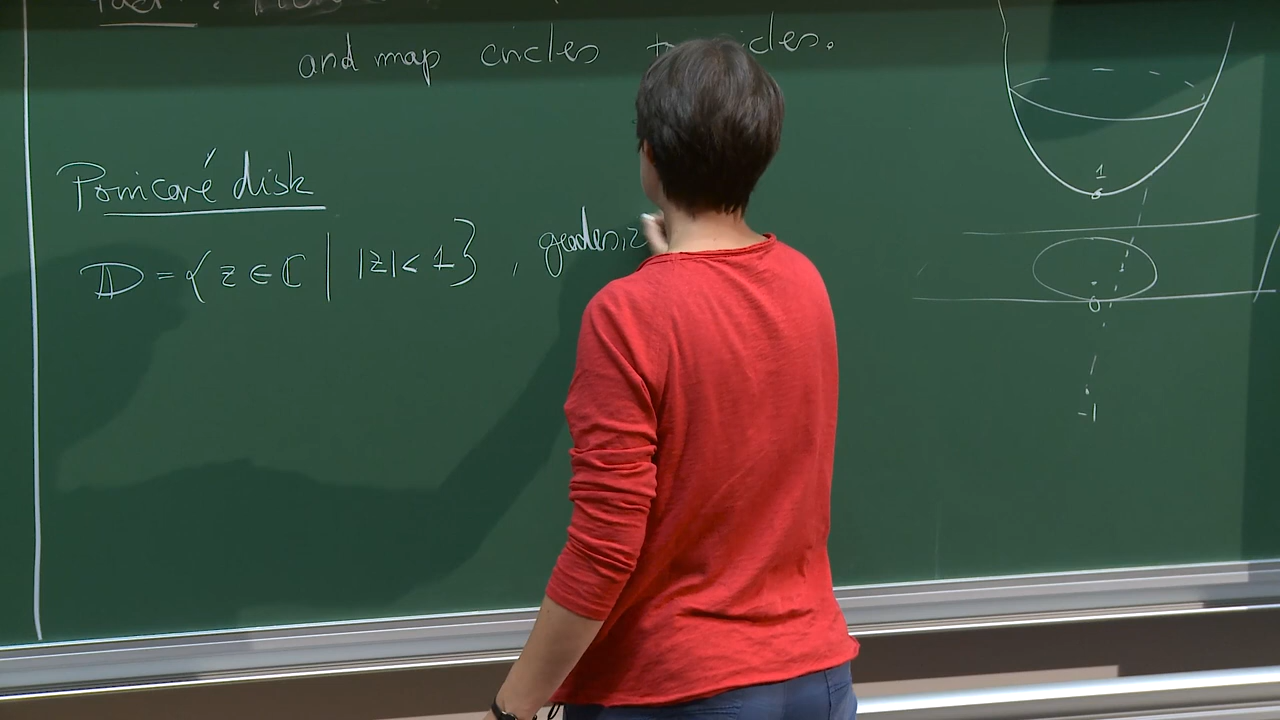 and map circles
Poincaré disk
𝔻 = { z ∈ ℂ | |z| < 1 } ,
1
0
-1